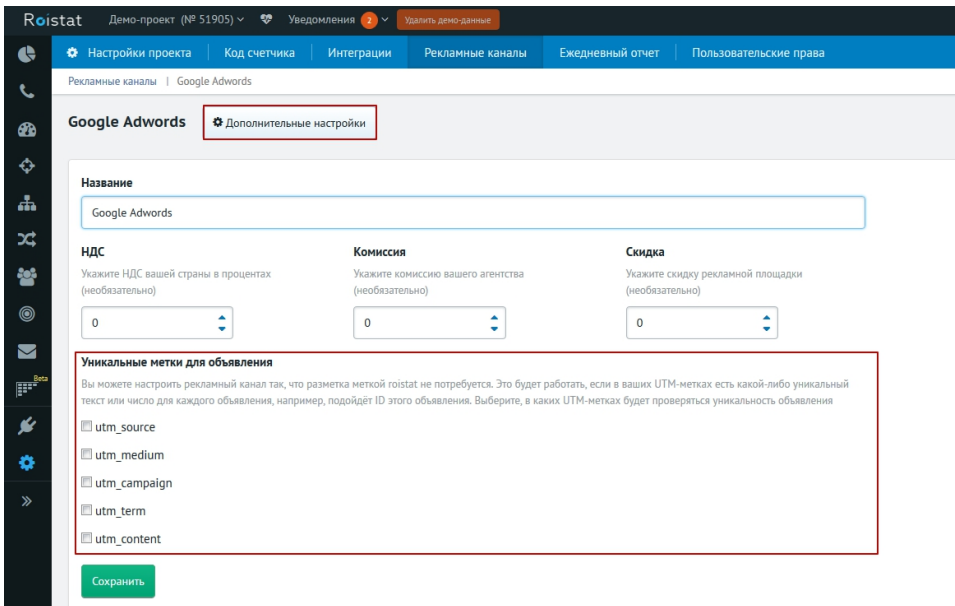 Roistat Демо-проект (№ 51905) Уведомления 2 Удалить демо-данные
Настройки проекта Код счетчика Интеграции Рекламные каналы Ежедневный отчет Пользовательские права
Рекламные каналы | Google Adwords
Google Adwords Дополнительные настройки
Название
Google Adwords
НДС Комиссия Скидка
Укажите НДС вашей страны в процентах Укажите комиссию вашего агентства Укажите скидку рекламной площадки
(необязательно) (необязательно) (необязательно)
0 0 0
Уникальные метки для объявления
Beta
Вы можете настроить рекламный канал так, что разметка меткой roistat не потребуется. Это будет работать, если в ваших UTM-метках есть какой-либо уникальный
текст или число для каждого объявления, например, подойдёт ID этого объявления. Выберите, в каких UTM-метках будет проверяться уникальность объявления
utm_source
utm_medium
utm_campaign
utm_term
utm_content
Сохранить